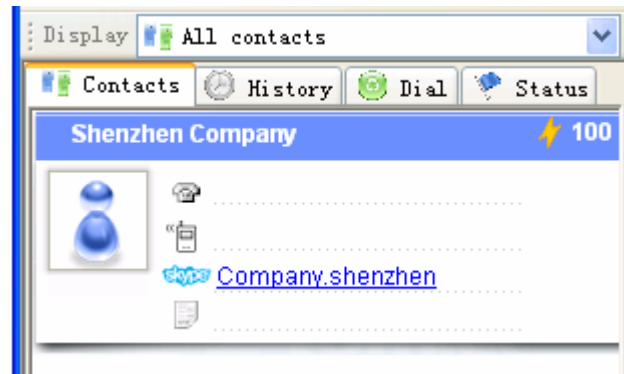 Display All contacts
Contacts History Dial Status
Shenzhen Company 100
skype Company.shenzhen